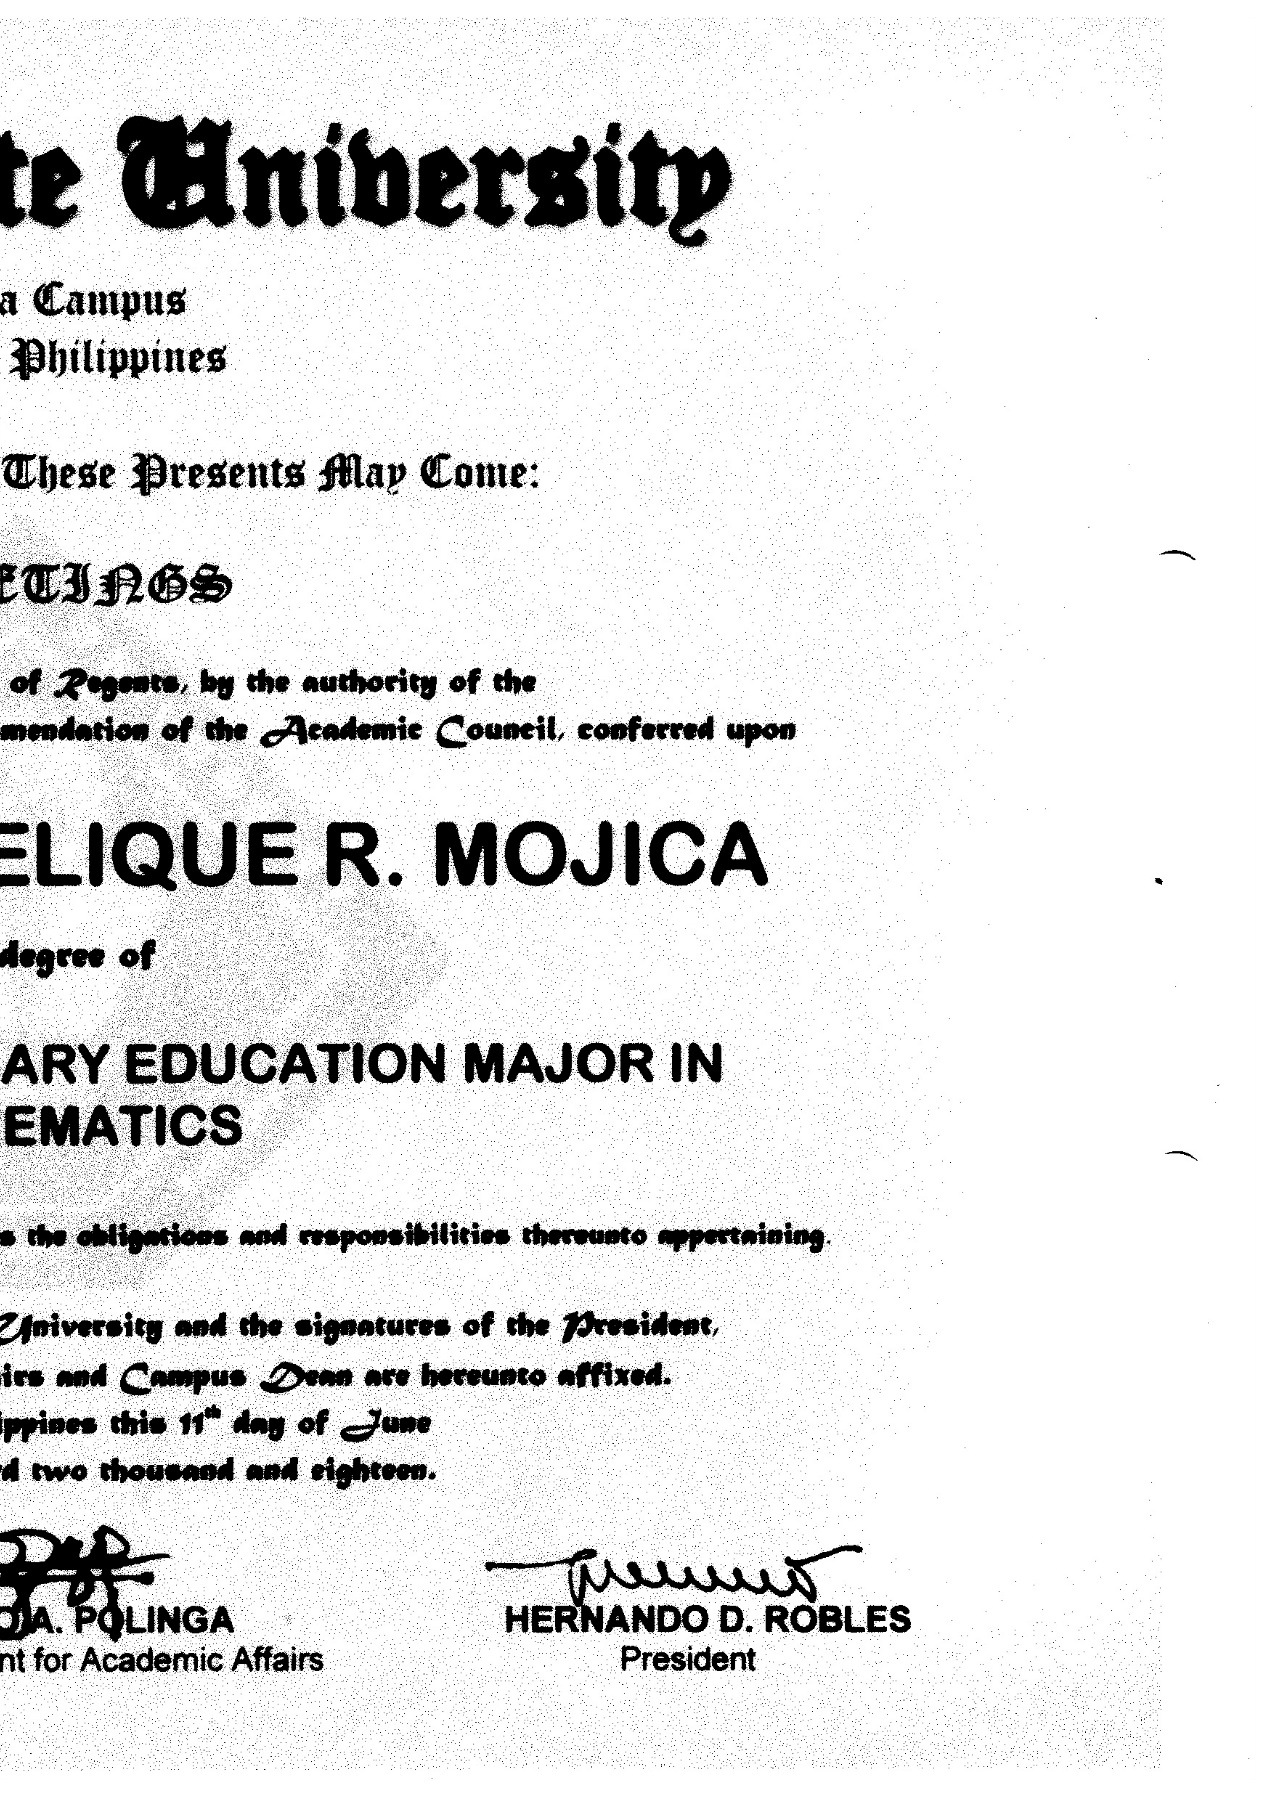 te University
a Campus
Philippines
These Presents May Come:
ETINGS
of Regents, by the authority of the
mendation of the Academic Council, conferred upon
ELIQUE R. MOJICA
degree of
ARY EDUCATION MAJOR IN
EMATICS
s the obligations and responsibilities thereunto appertaining.
University and the signatures of the President,
irs and Campus Dean are hereunto affixed.
ippines this 11th day of June
rd two thousand and eighteen.
A. POLINGA
HERNANDO D. ROBLES
nt for Academic Affairs
President